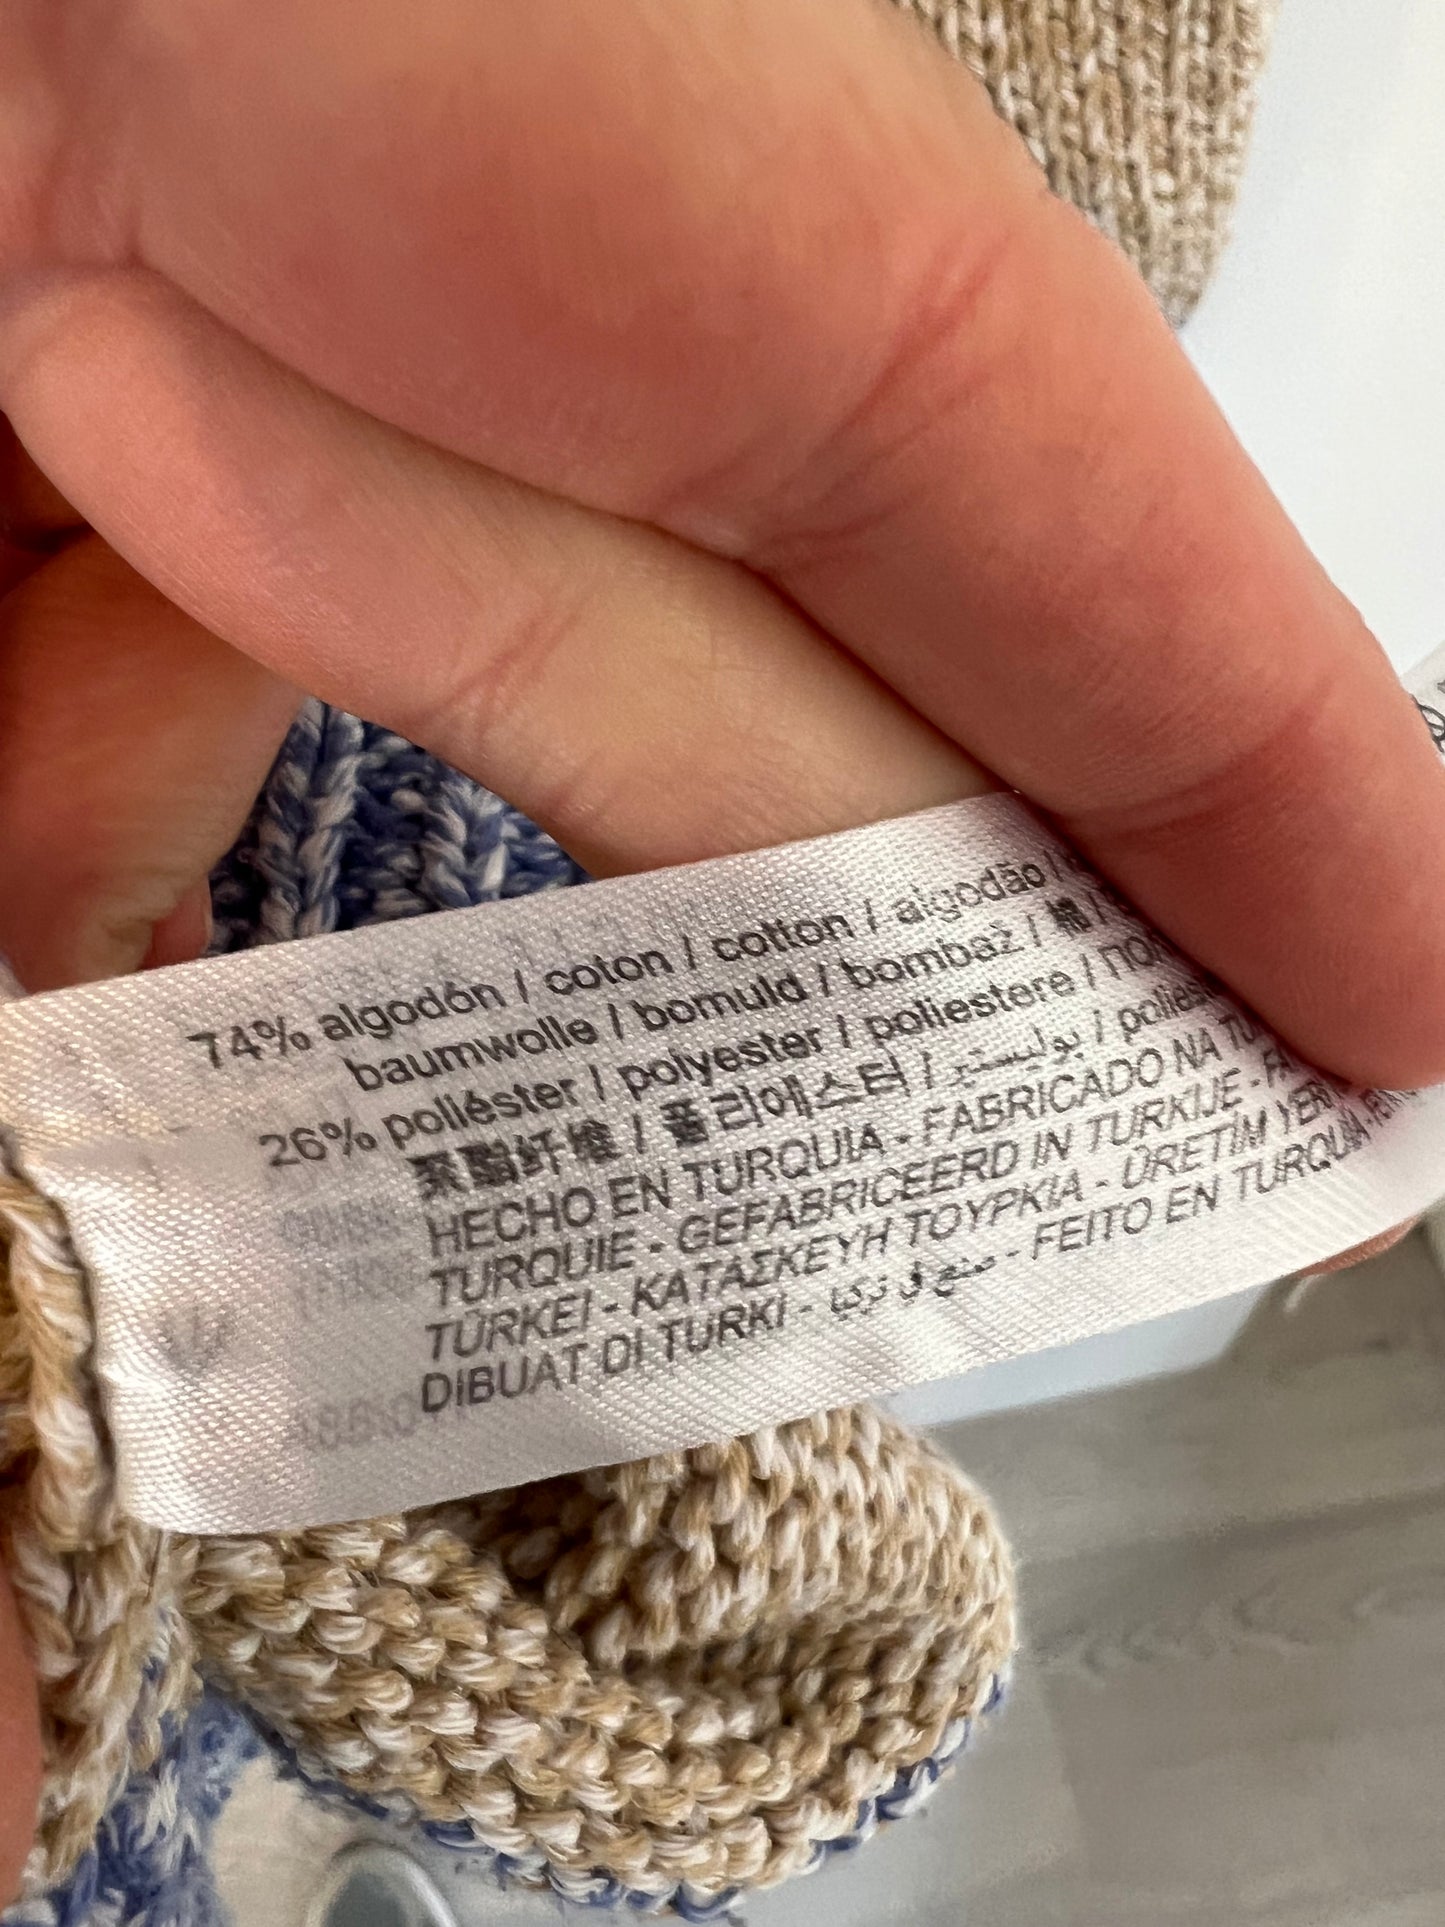 74% algodón / coton / cotton / algodão /
baumwolle / bomuld / bombaž / 棉 /
26% poliéster / polyester / poliestere /
聚酯纤维 / 폴리에스터 / بوليستير /
HECHO EN TURQUIA - FABRICADO NA
TURQUIE - GEFABRICEERD IN TURKIJE -
TÜRKEI - ΚΑΤΑΣΚΕΥΗ ΤΟΥΡΚΙΑ - ÜRETİM YERİ
DIBUAT DI TURKI - صنع في تركيا - FEITO EN TURQUÍA